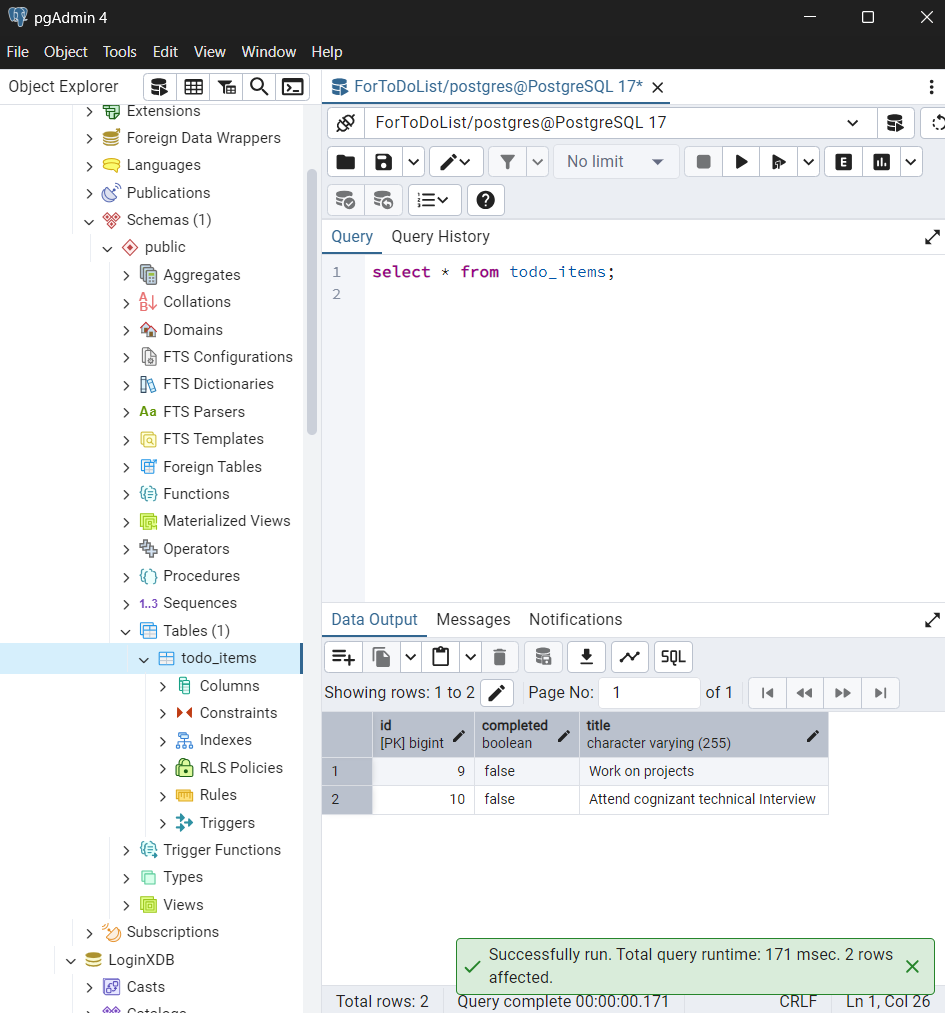 pgAdmin 4
File Object Tools Edit View Window Help
Object Explorer
ForToDoList/postgres@PostgreSQL 17*
Extensions
Foreign Data Wrappers
Languages
Publications
Schemas (1)
public
Aggregates
Collations
Domains
FTS Configurations
FTS Dictionaries
Aa FTS Parsers
FTS Templates
Foreign Tables
Functions
Materialized Views
Operators
Procedures
1..3 Sequences
Tables (1)
todo_items
Columns
Constraints
Indexes
RLS Policies
Rules
Triggers
Trigger Functions
Types
Views
Subscriptions
LoginXDB
Casts
Catalogs
ForToDoList/postgres@PostgreSQL 17
No limit
E
Query Query History
1 select * from todo_items;
2
Data Output Messages Notifications
SQL
Showing rows: 1 to 2 Page No: 1 of 1
id completed title
[PK] bigint boolean character varying (255)
1 9 false Work on projects
2 10 false Attend cognizant technical Interview
Successfully run. Total query runtime: 171 msec. 2 rows
affected.
Total rows: 2 Query complete 00:00:00.171 CRLF Ln 1, Col 26